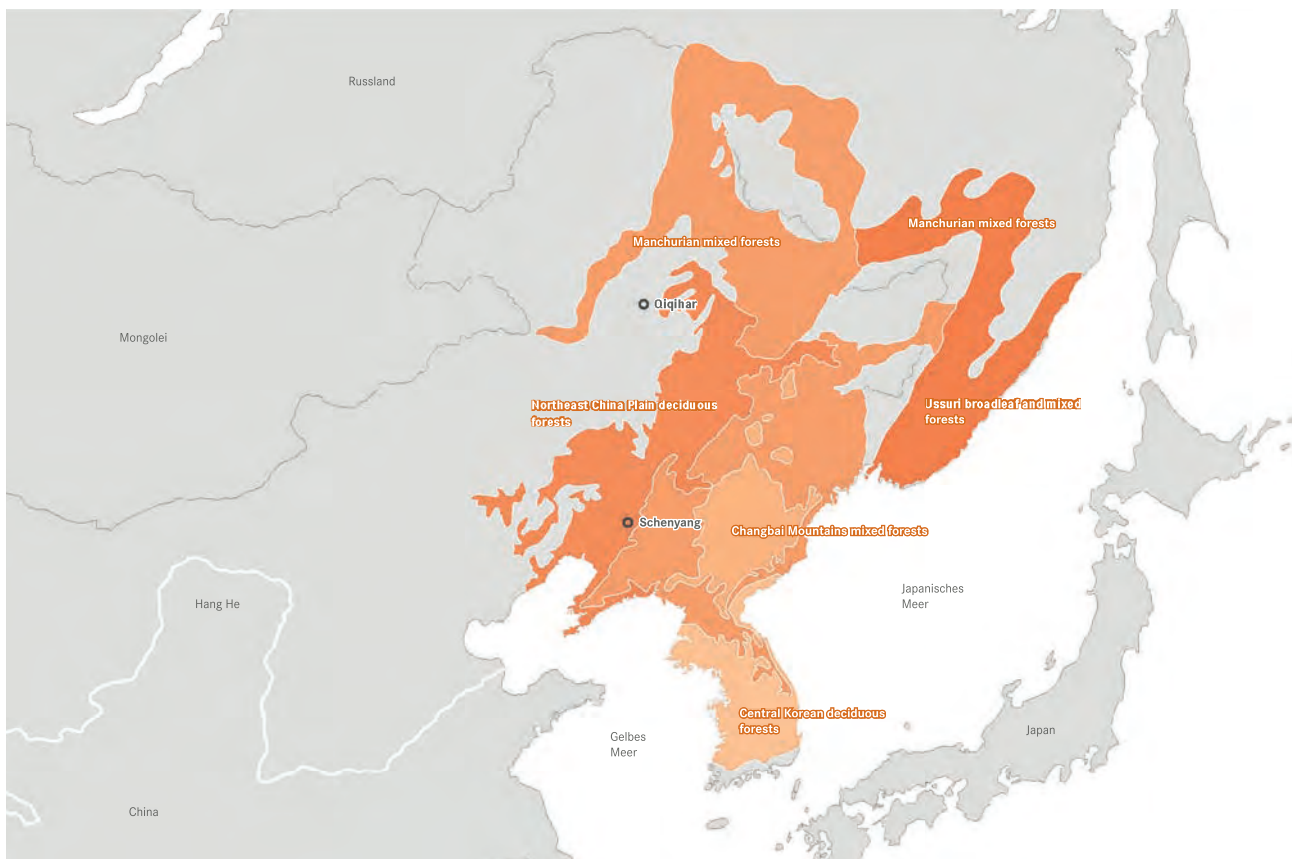 Russland
Manchurian mixed forests
Manchurian mixed forests
Qiqihar
Mongolei
Northeast China Plain deciduous
forests
Ussuri broadleaf and mixed
forests
Schenyang
Changbai Mountains mixed forests
Japanisches
Meer
Hang He
Central Korean deciduous
forests
Gelbes
Meer
Japan
China